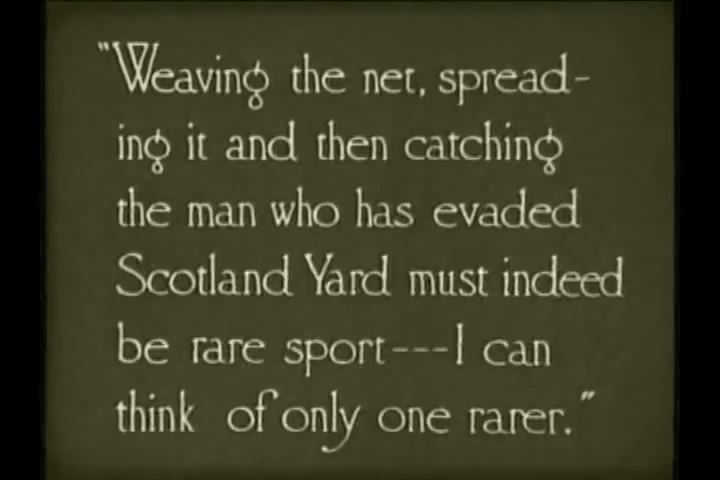 "Weaving the net, spread-
ing it and then catching
the man who has evaded
Scotland Yard must indeed
be rare sport---I can
think of only one rarer."